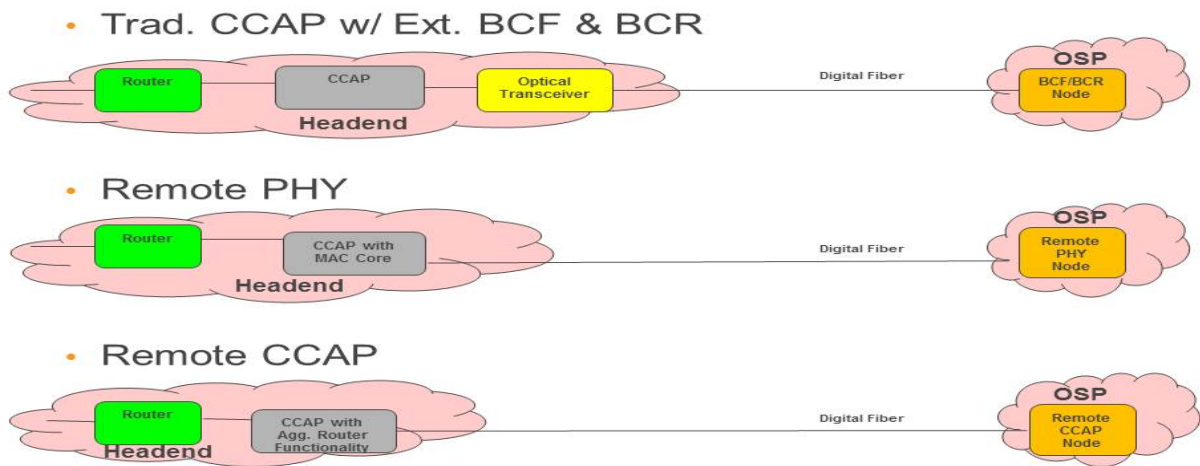 • Trad. CCAP w/ Ext. BCF & BCR
OSP
Router
CCAP
Optical
Transceiver
Digital Fiber
BCF/BCR
Node
Headend
• Remote PHY
OSP
Router
CCAP with
MAC Core
Digital Fiber
Remote
PHY
Node
Headend
• Remote CCAP
OSP
Router
CCAP with
Agg. Router
Functionality
Digital Fiber
Remote
CCAP
Node
Headend